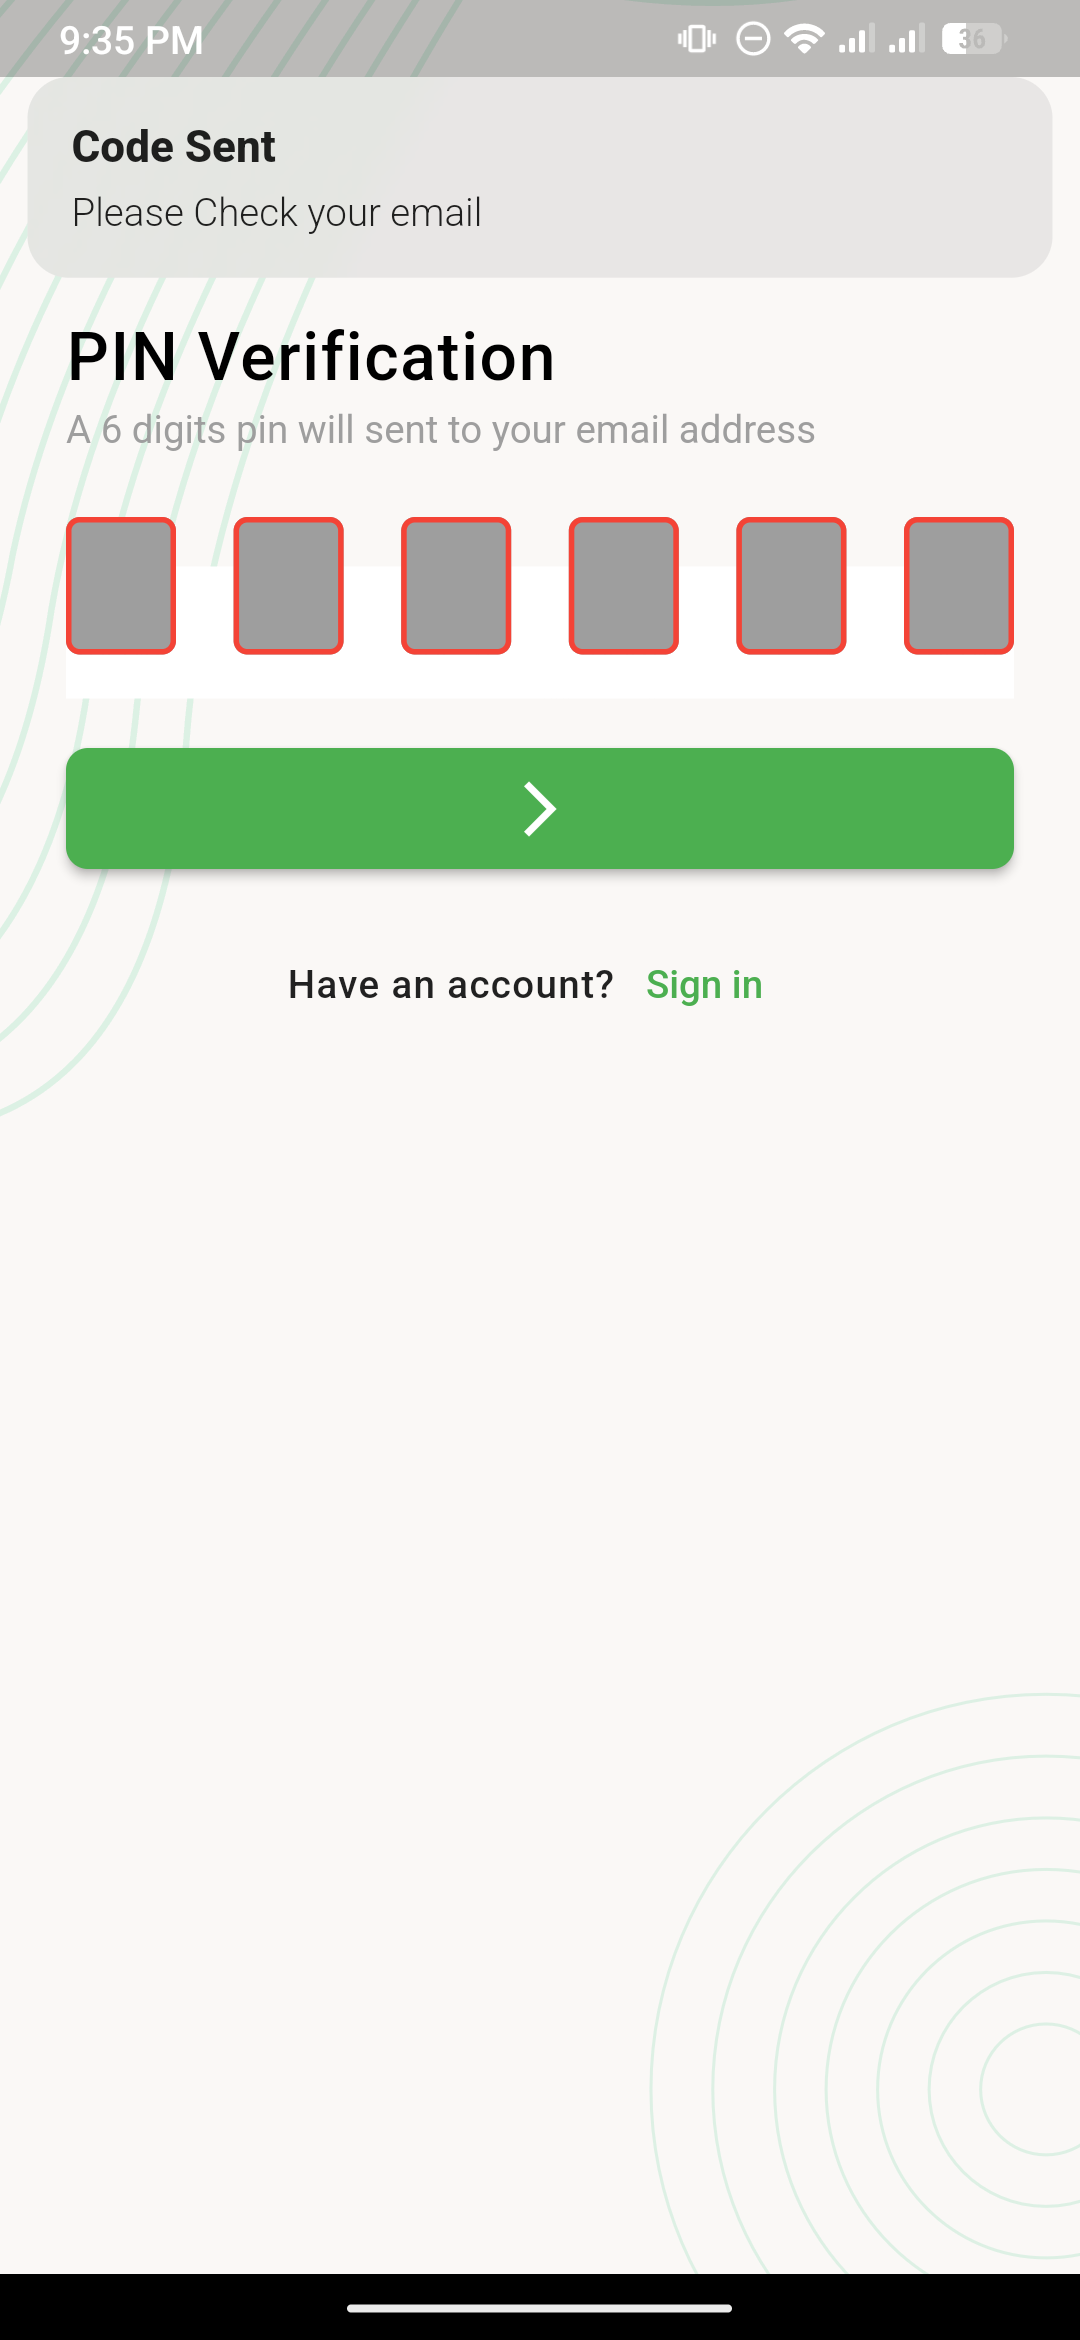 9:35 PM
36
Code Sent
Please Check your email
PIN Verification
A 6 digits pin will sent to your email address
Have an account? Sign in